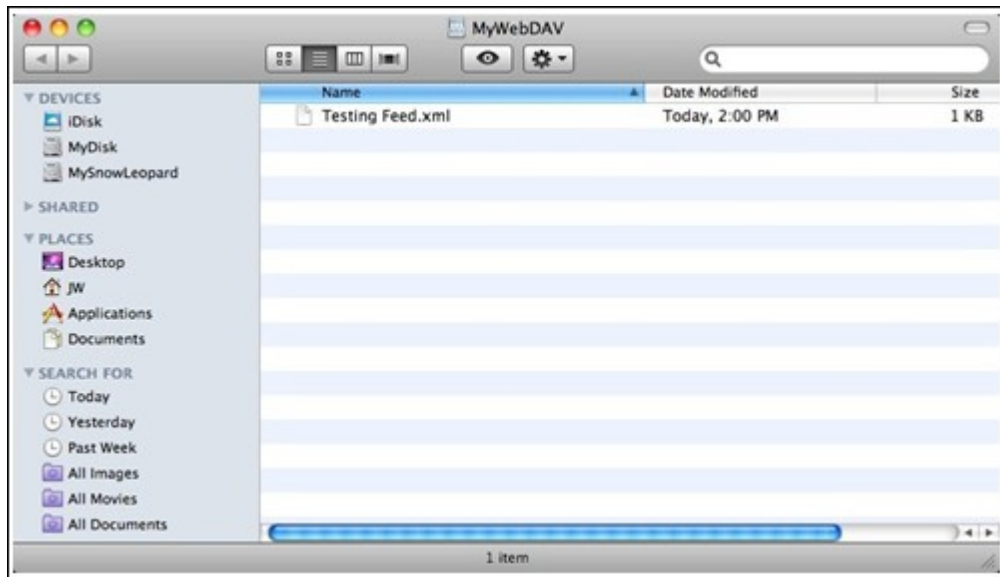 MyWebDAV
Name Date Modified Size
Testing Feed.xml Today, 2:00 PM 1 KB
DEVICES
iDisk
MyDisk
MySnowLeopard
SHARED
PLACES
Desktop
JW
Applications
Documents
SEARCH FOR
Today
Yesterday
Past Week
All Images
All Movies
All Documents
1 item